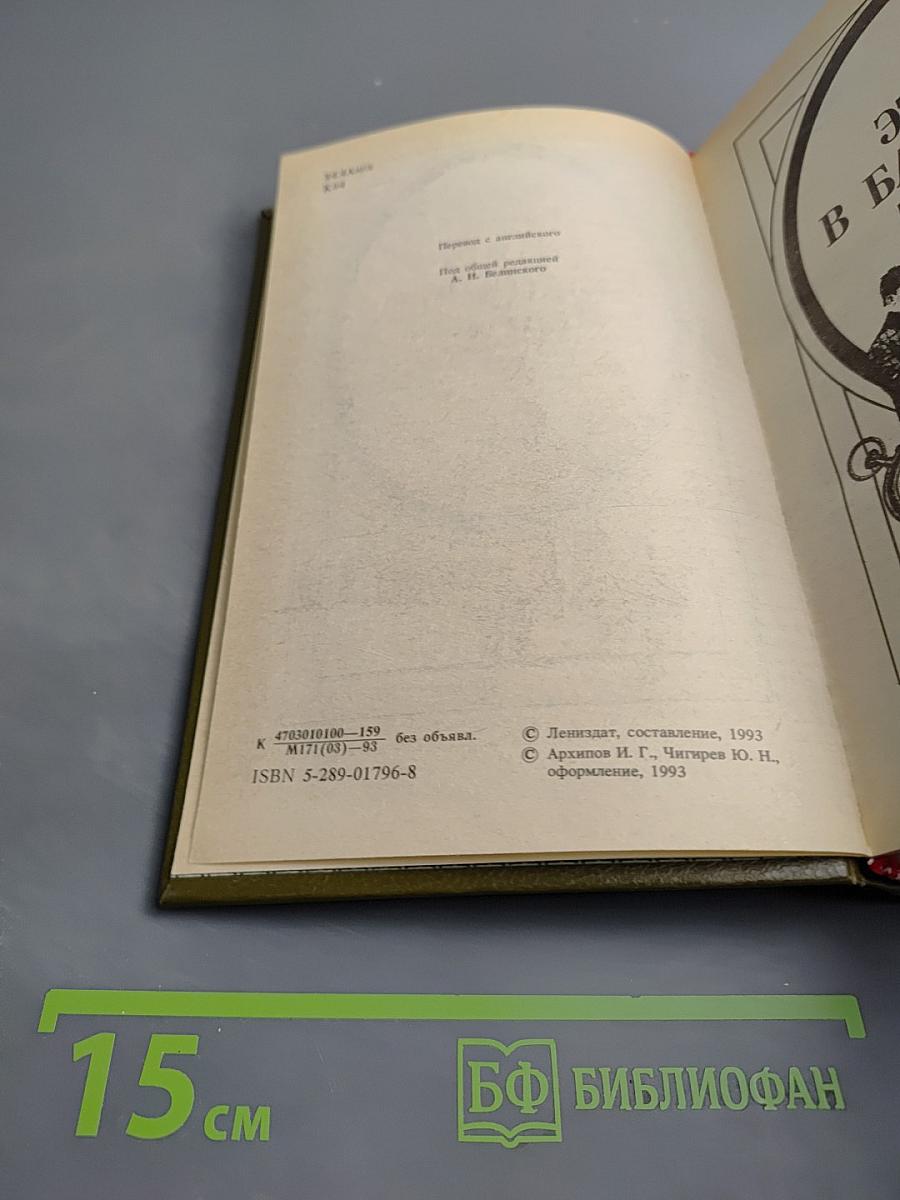 Перевод с английского
Под общей редакцией
А. И. Белинского
К 4703010100—159
М171(03)—93 без объявл.
ISBN 5-289-01796-8
© Лениздат, составление, 1993
© Архипов И. Г., Чигирев Ю. Н.,
оформление, 1993
В
15 см
БФ БИБЛИОФАН